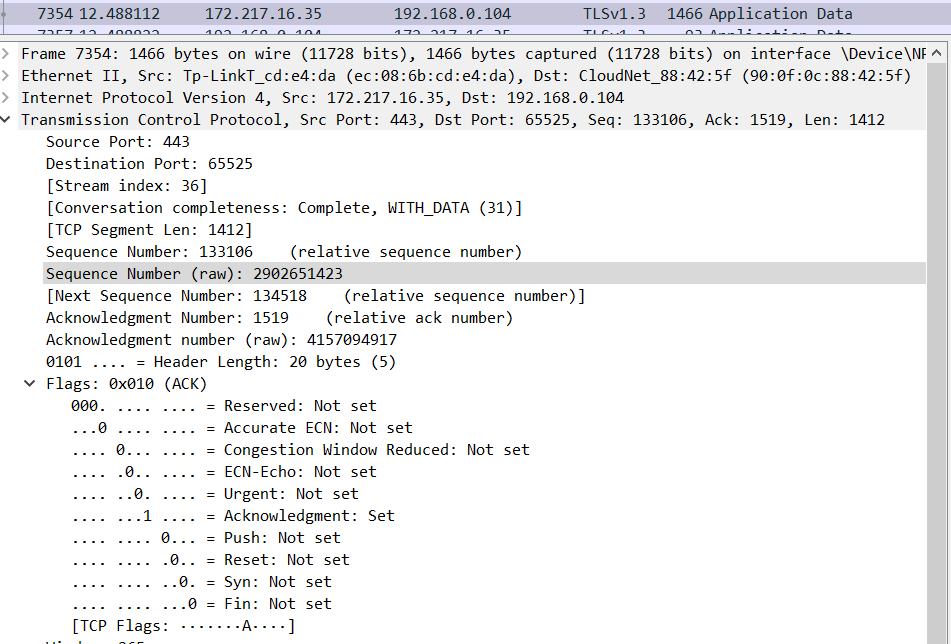 7354 12.488112 172.217.16.35 192.168.0.104 TLSv1.3 1466 Application Data
Frame 7354: 1466 bytes on wire (11728 bits), 1466 bytes captured (11728 bits) on interface \Device\NF
Ethernet II, Src: Tp-LinkT_cd:e4:da (ec:08:6b:cd:e4:da), Dst: CloudNet_88:42:5f (90:0f:0c:88:42:5f)
Internet Protocol Version 4, Src: 172.217.16.35, Dst: 192.168.0.104
Transmission Control Protocol, Src Port: 443, Dst Port: 65525, Seq: 133106, Ack: 1519, Len: 1412
Source Port: 443
Destination Port: 65525
[Stream index: 36]
[Conversation completeness: Complete, WITH_DATA (31)]
[TCP Segment Len: 1412]
Sequence Number: 133106    (relative sequence number)
Sequence Number (raw): 2902651423
[Next Sequence Number: 134518    (relative sequence number)]
Acknowledgment Number: 1519    (relative ack number)
Acknowledgment number (raw): 4157094917
0101 .... = Header Length: 20 bytes (5)
Flags: 0x010 (ACK)
000. .... .... = Reserved: Not set
...0 .... .... = Accurate ECN: Not set
.... 0... .... = Congestion Window Reduced: Not set
.... .0.. .... = ECN-Echo: Not set
.... ..0. .... = Urgent: Not set
.... ...1 .... = Acknowledgment: Set
.... .... 0... = Push: Not set
.... .... .0.. = Reset: Not set
.... .... ..0. = Syn: Not set
.... .... ...0 = Fin: Not set
[TCP Flags: ·······A····]